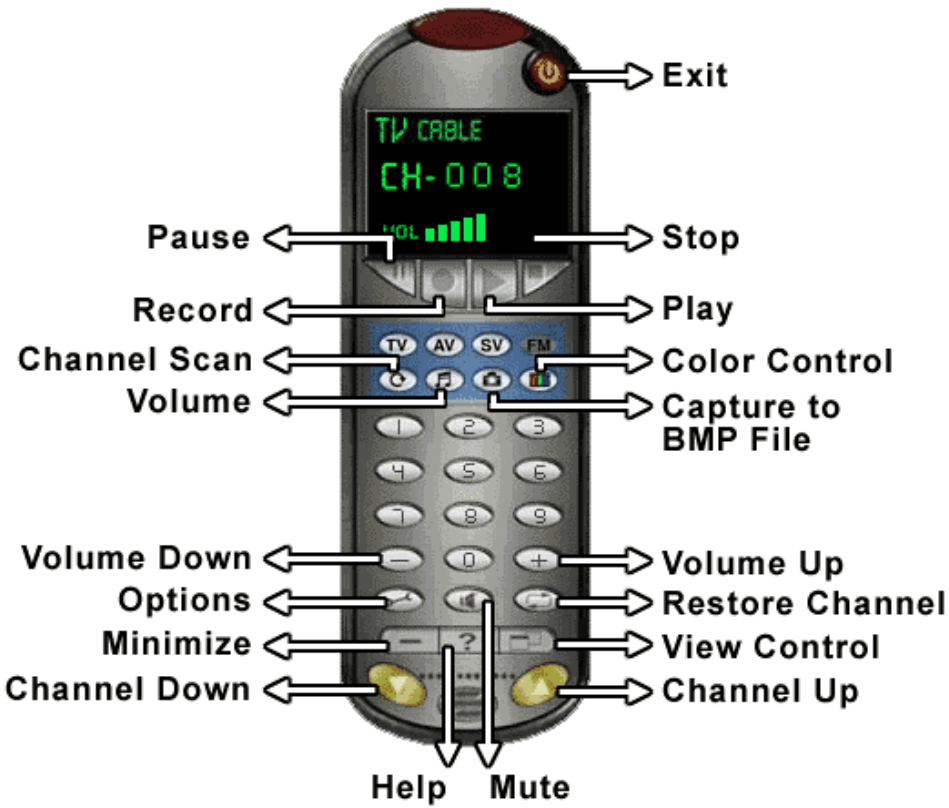 Exit
TV CABLE
CH-008
VOL
Pause
Stop
Record
Play
TV AV SV FM
Channel Scan
Color Control
Volume
Capture to
BMP File
1 2 3
4 5 6
7 8 9
Volume Down
- 0 +
Volume Up
Options
Restore Channel
Minimize
?
View Control
Channel Down
Channel Up
Help
Mute